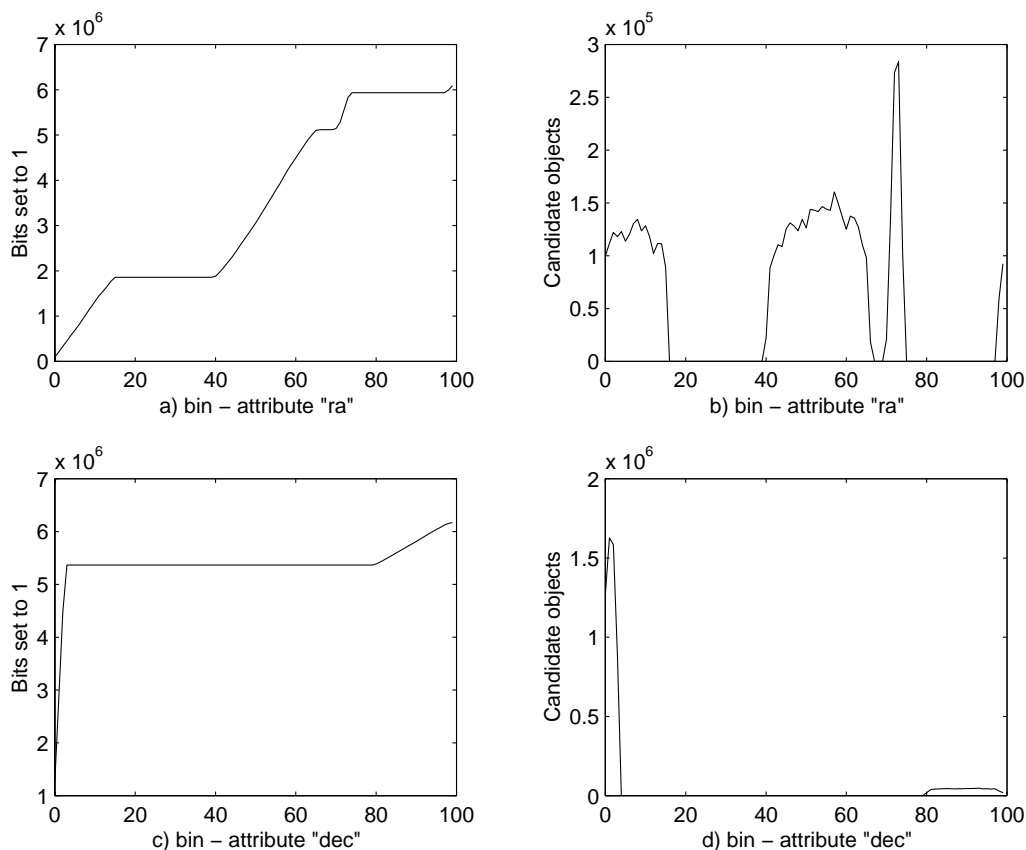 x 10^6
7
6
5
4
3
2
1
0
0 20 40 60 80 100
Bits set to 1
a) bin − attribute "ra"
x 10^5
3
2.5
2
1.5
1
0.5
0
0 20 40 60 80 100
Candidate objects
b) bin − attribute "ra"
x 10^6
7
6
5
4
3
2
1
0 20 40 60 80 100
Bits set to 1
c) bin − attribute "dec"
x 10^6
2
1.5
1
0.5
0
0 20 40 60 80 100
Candidate objects
d) bin − attribute "dec"